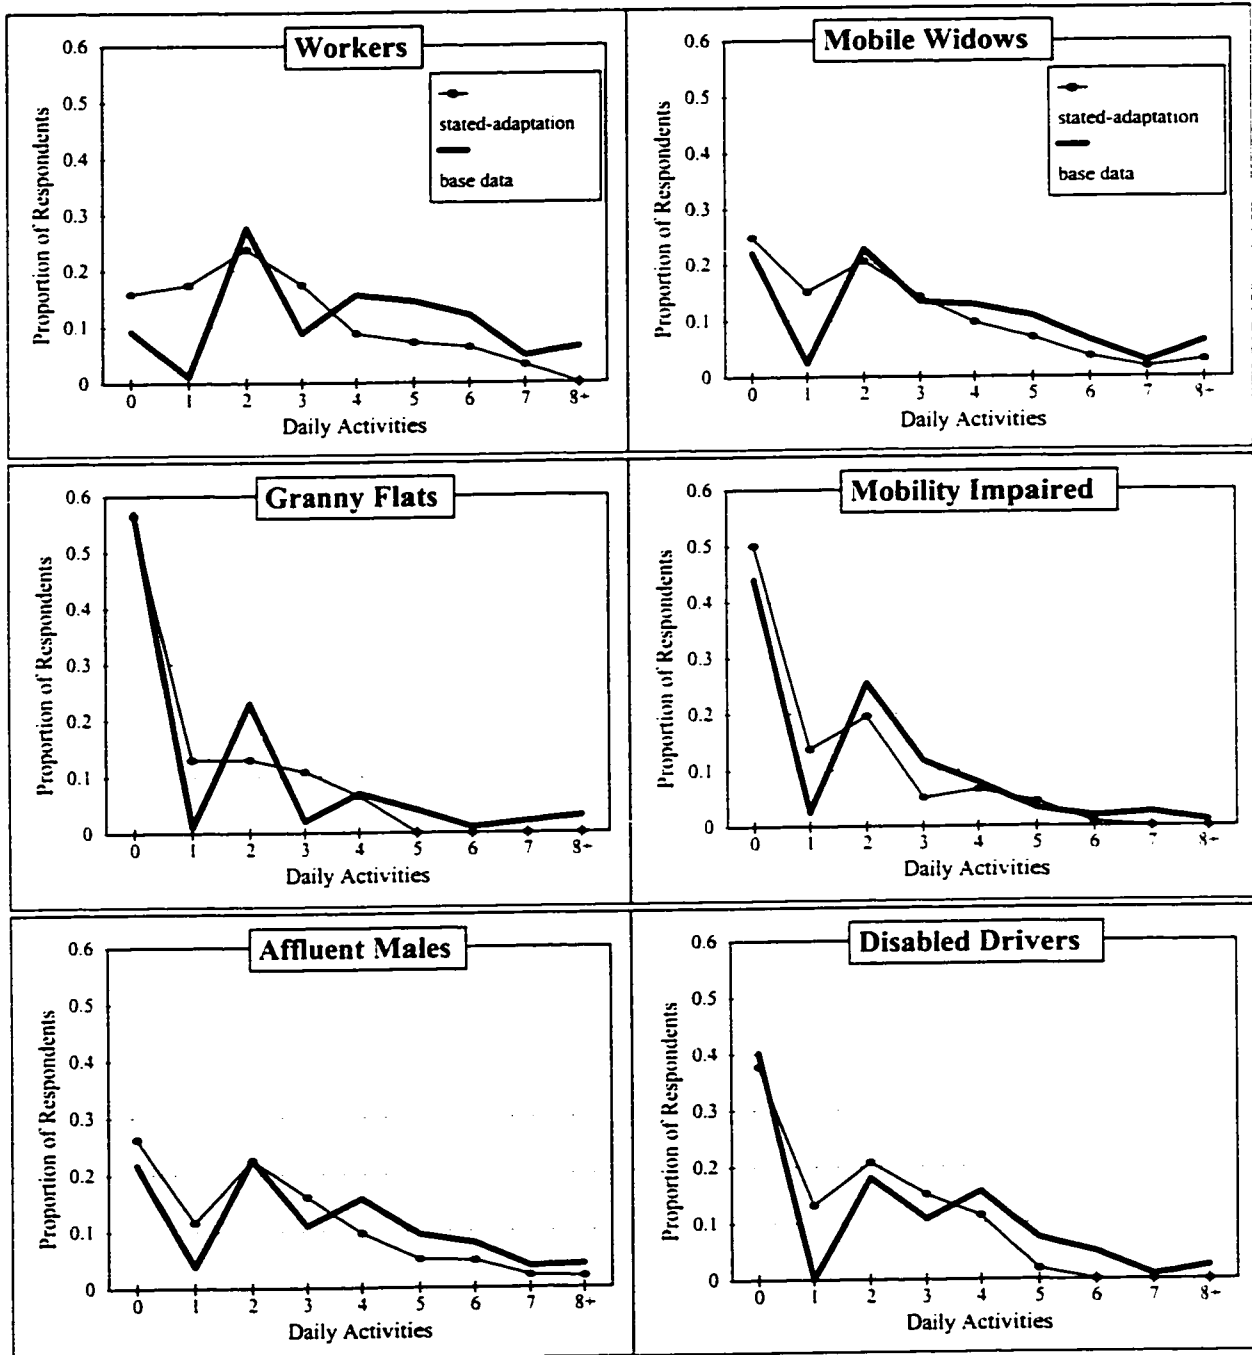 Workers
Proportion of Respondents
0.6
0.5
0.4
0.3
0.2
0.1
0
stated-adaptation
base data
0 1 2 3 4 5 6 7 8+
Daily Activities
Mobile Widows
Proportion of Respondents
0.6
0.5
0.4
0.3
0.2
0.1
0
stated-adaptation
base data
0 1 2 3 4 5 6 7 8+
Daily Activities
Granny Flats
Proportion of Respondents
0.6
0.5
0.4
0.3
0.2
0.1
0
0 1 2 3 4 5 6 7 8+
Daily Activities
Mobility Impaired
Proportion of Respondents
0.6
0.5
0.4
0.3
0.2
0.1
0
0 1 2 3 4 5 6 7 8+
Daily Activities
Affluent Males
Proportion of Respondents
0.6
0.5
0.4
0.3
0.2
0.1
0
0 1 2 3 4 5 6 7 8+
Daily Activities
Disabled Drivers
Proportion of Respondents
0.6
0.5
0.4
0.3
0.2
0.1
0
0 1 2 3 4 5 6 7 8+
Daily Activities